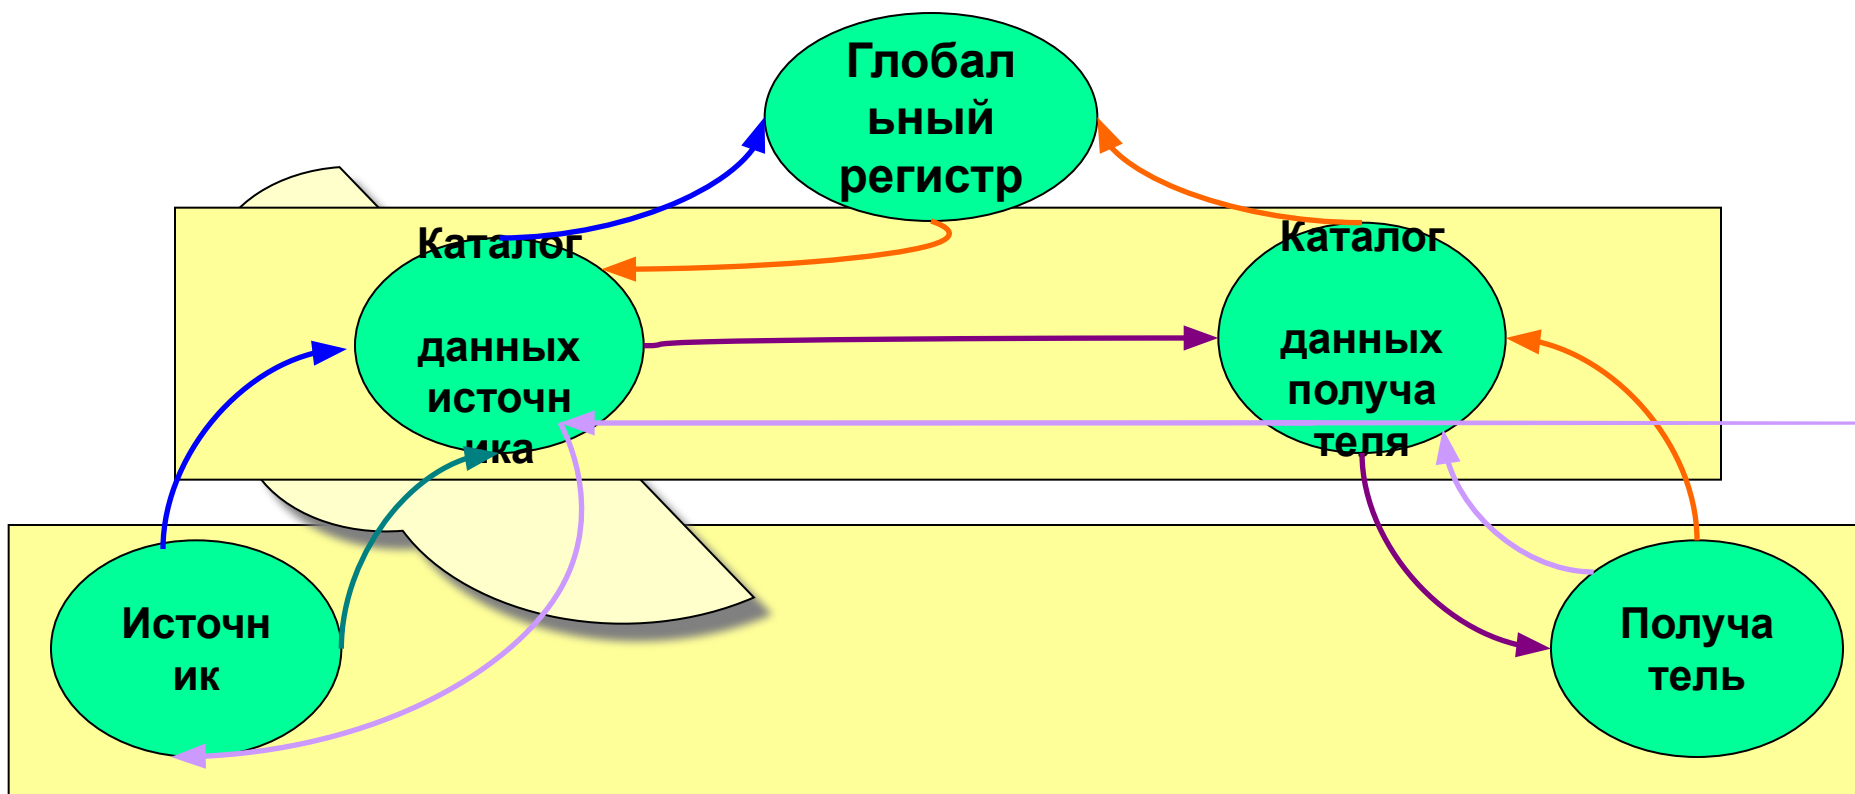 Глобал
ьный
регистр
Каталог
данных
источн
ика
Каталог
данных
получа
теля
Источн
ик
Получа
тель